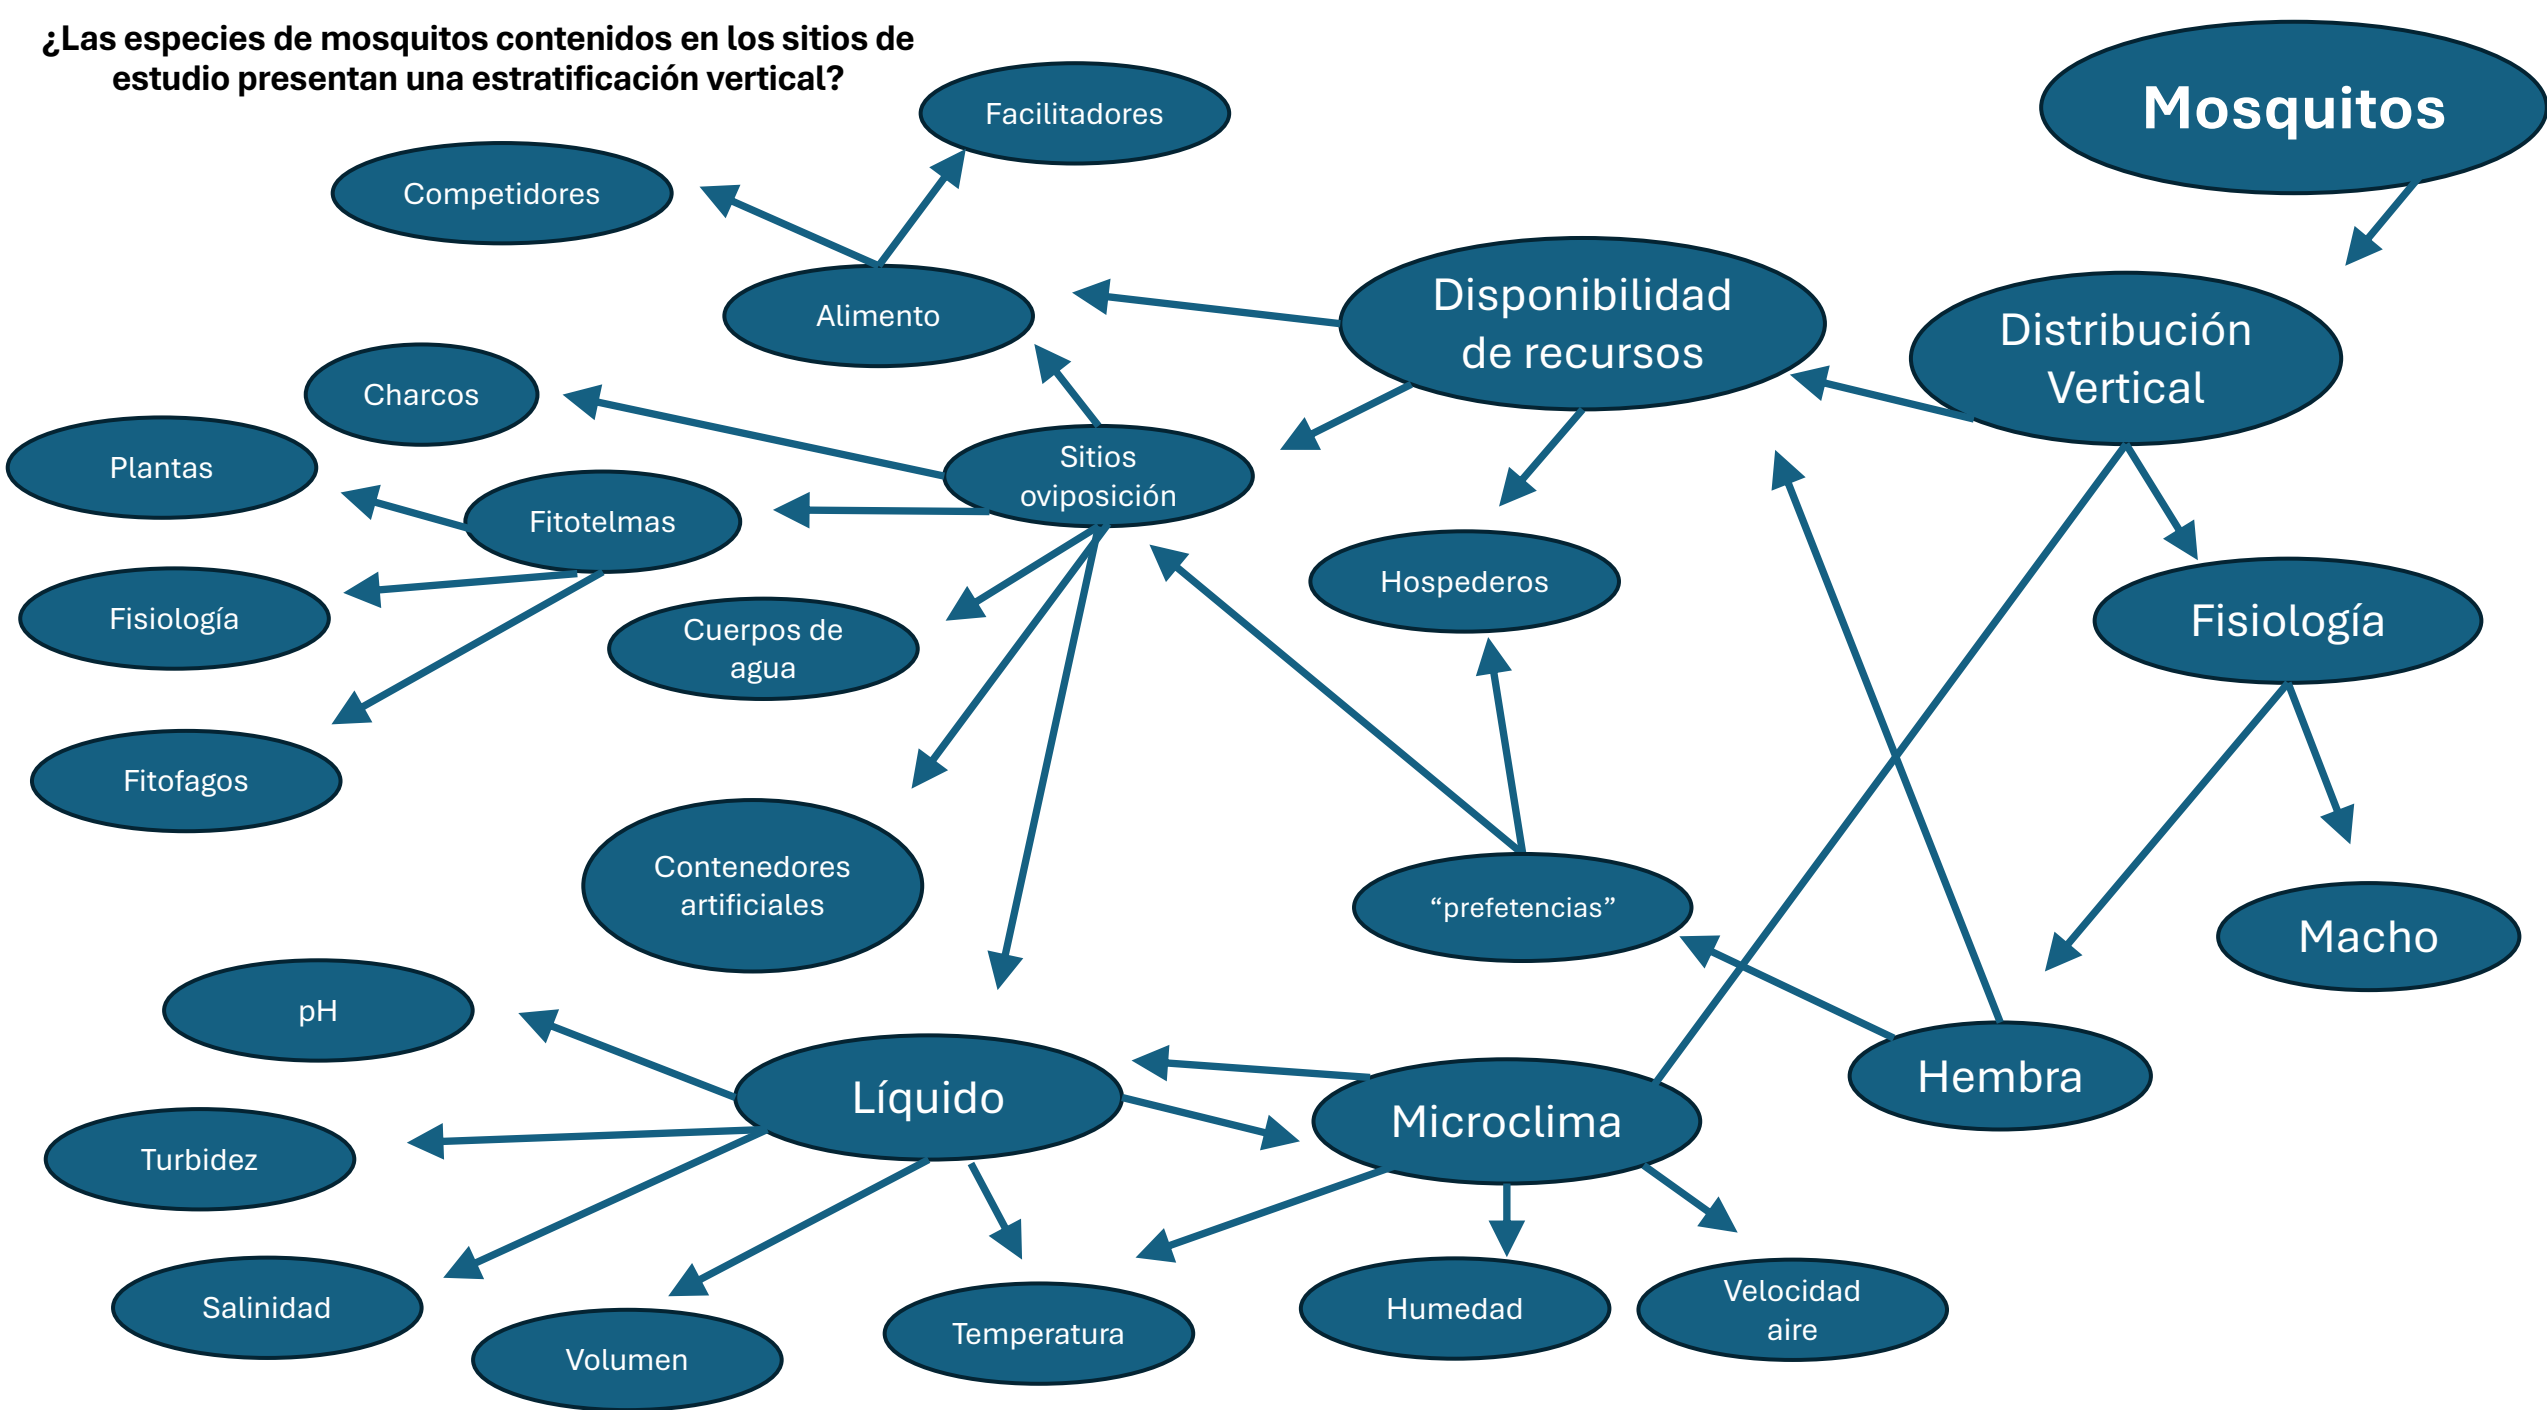 ¿Las especies de mosquitos contenidos en los sitios de
estudio presentan una estratificación vertical?
Mosquitos
Facilitadores
Competidores
Disponibilidad
de recursos
Distribución
Vertical
Alimento
Charcos
Plantas
Sitios
oviposición
Fitotelmas
Hospederos
Fisiología
Fisiología
Cuerpos de
agua
Fitofagos
Contenedores
artificiales
“prefetencias”
Macho
pH
Líquido
Microclima
Hembra
Turbidez
Salinidad
Volumen
Temperatura
Humedad
Velocidad
aire